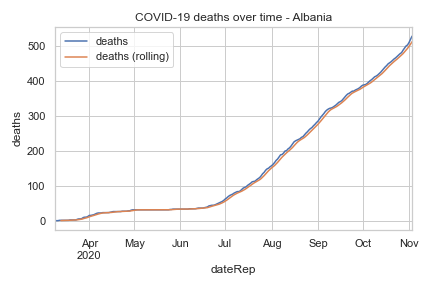 COVID-19 deaths over time - Albania
deaths
deaths (rolling)
500
400
300
200
100
0
deaths
Apr
2020
May
Jun
Jul
Aug
Sep
Oct
Nov
dateRep